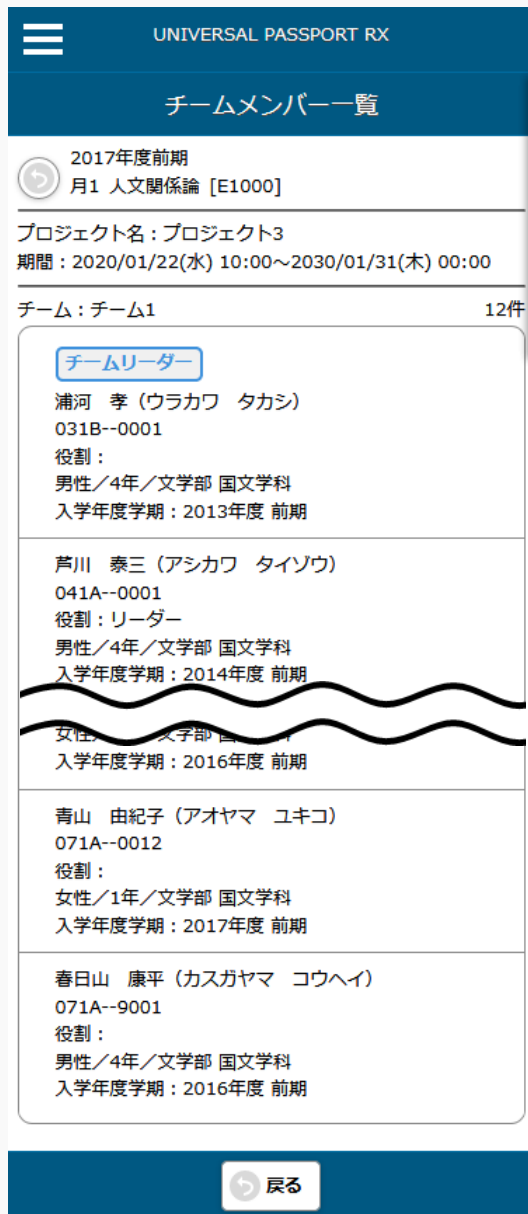 UNIVERSAL PASSPORT RX
チームメンバー一覧
2017年度前期
月1 人文関係論 [E1000]
プロジェクト名：プロジェクト3
期間：2020/01/22(水) 10:00～2030/01/31(木) 00:00
チーム：チーム1 12件
チームリーダー
浦河　孝（ウラカワ　タカシ）
031B--0001
役割：
男性／4年／文学部 国文学科
入学年度学期：2013年度 前期
芦川　泰三（アシカワ　タイゾウ）
041A--0001
役割：リーダー
男性／4年／文学部 国文学科
入学年度学期：2014年度 前期
女性 文学部
入学年度学期：2016年度 前期
青山　由紀子（アオヤマ　ユキコ）
071A--0012
役割：
女性／1年／文学部 国文学科
入学年度学期：2017年度 前期
春日山　康平（カスガヤマ　コウヘイ）
071A--9001
役割：
男性／4年／文学部 国文学科
入学年度学期：2016年度 前期
戻る